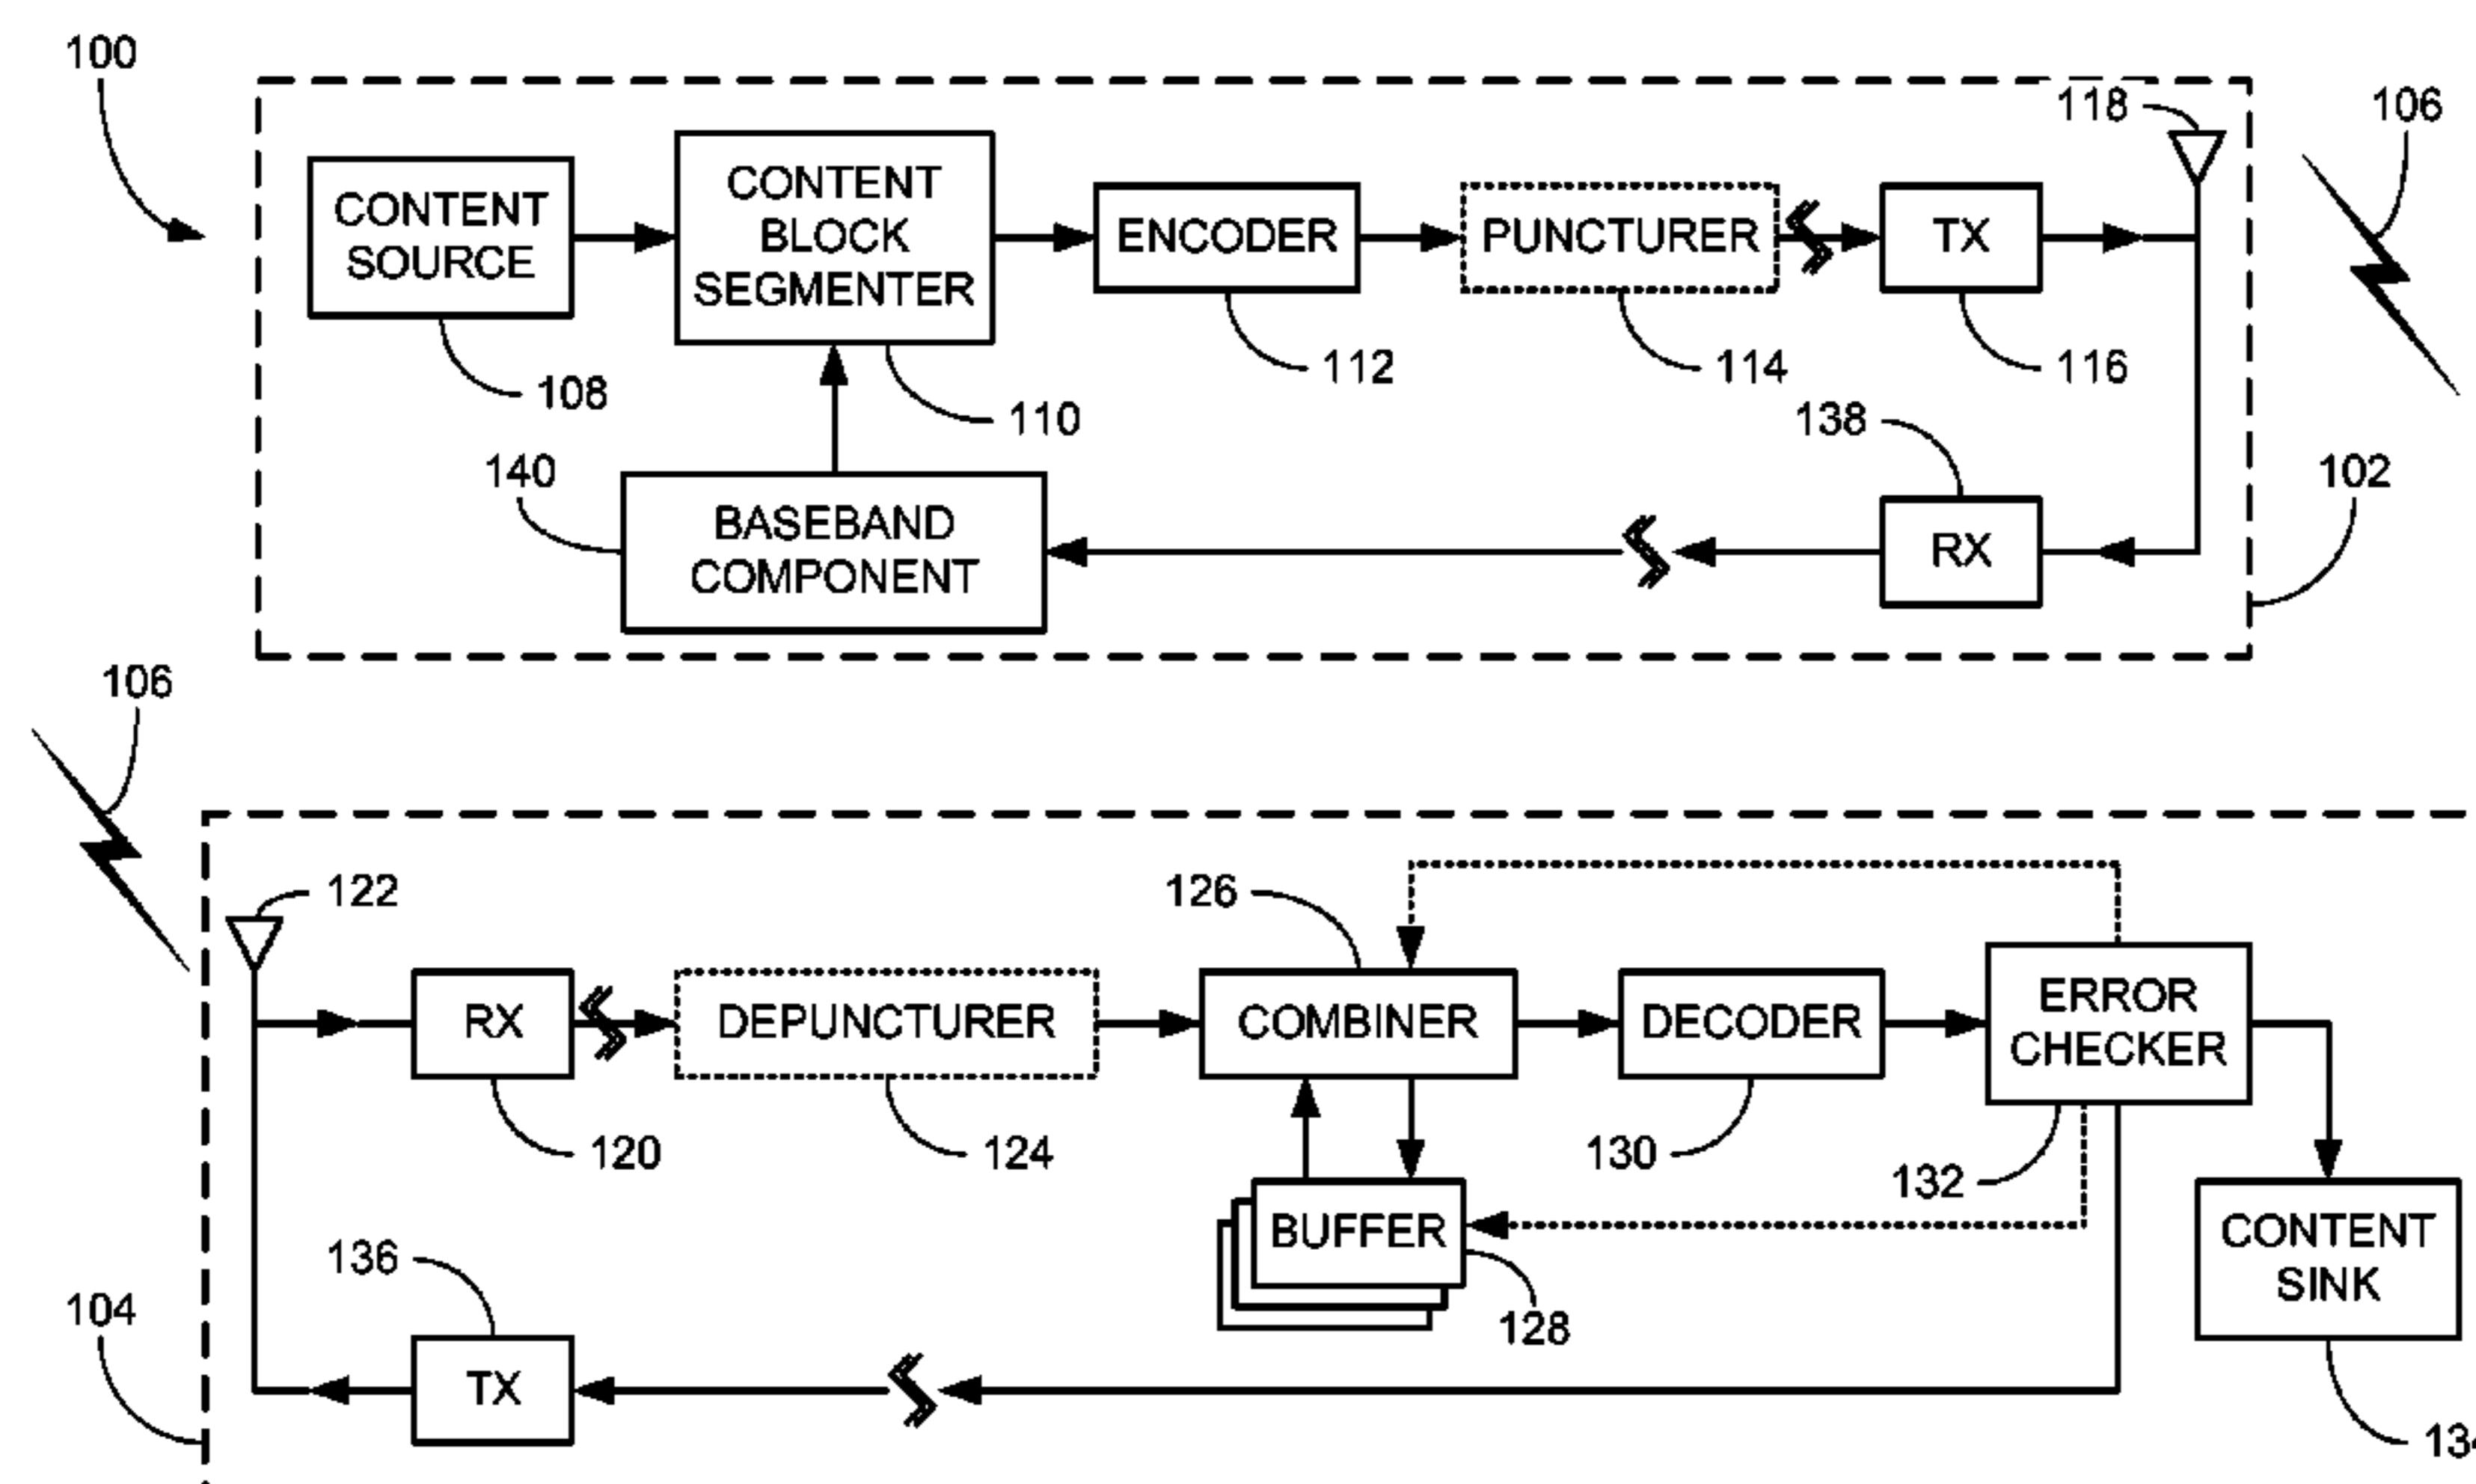 100
118
106
CONTENT
SOURCE
CONTENT
BLOCK
SEGMENTER
ENCODER
PUNCTURER
TX
108
110
112
114
116
138
140
BASEBAND
COMPONENT
RX
102
106
122
126
RX
DEPUNCTURER
COMBINER
DECODER
ERROR
CHECKER
120
124
130
132
BUFFER
CONTENT
SINK
136
128
104
TX